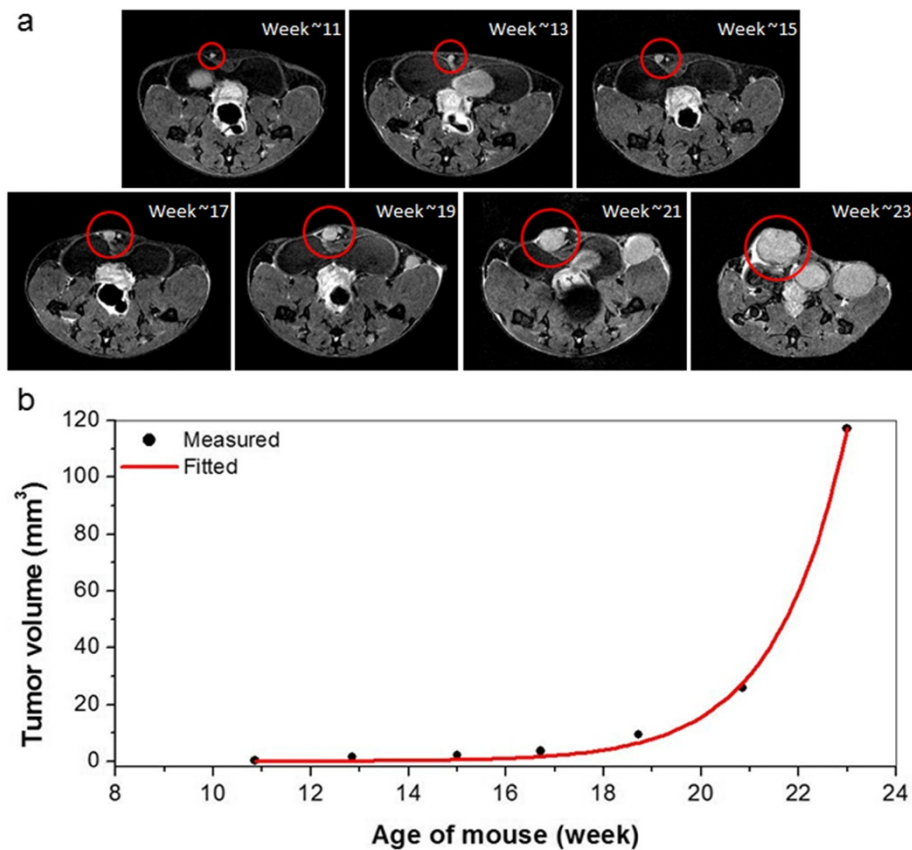 a
Week~11
Week~13
Week~15
Week~17
Week~19
Week~21
Week~23
b
120
100
80
60
40
20
0
Tumor volume (mm³)
Measured
Fitted
8 10 12 14 16 18 20 22 24
Age of mouse (week)